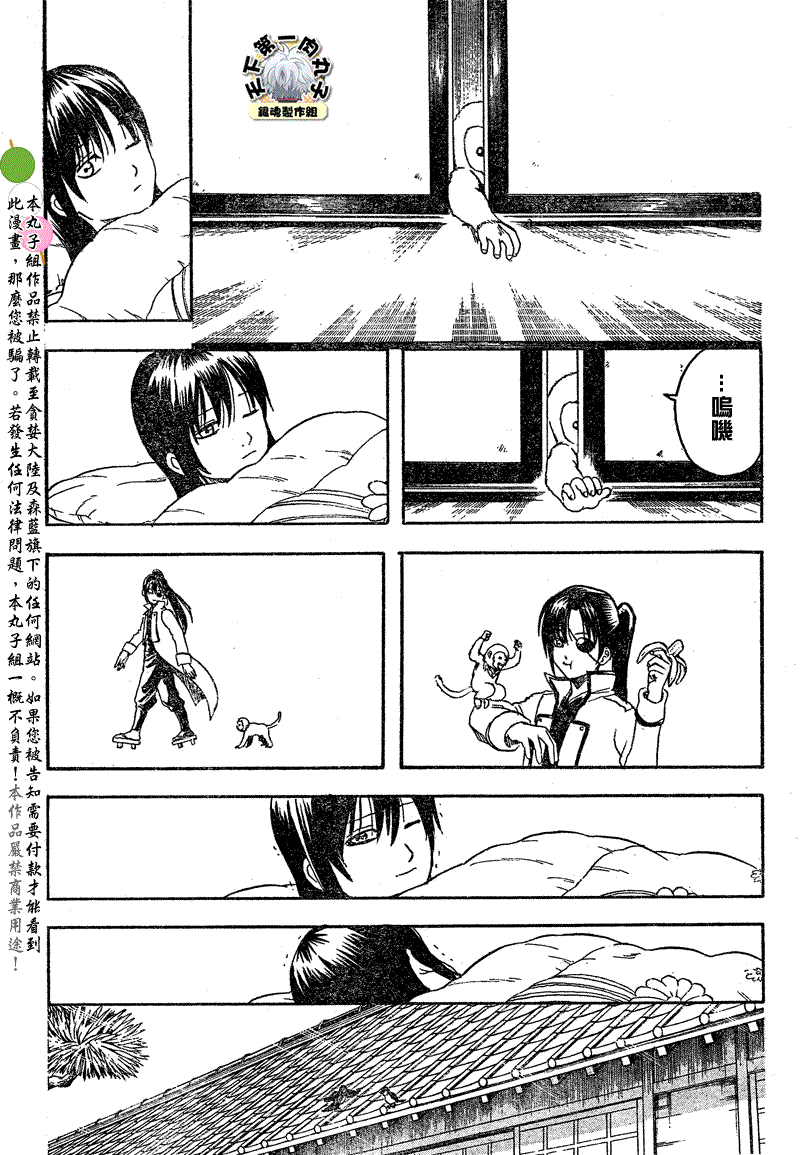 天下第一肉丸子
銀魂製作組
…嗚嘰
本丸子組作品禁止轉載至貪婪大陸及森藍旗下的任何網站。如果您被告知需要付款才能看到
此漫畫，那麼您被騙了。若發生任何法律問題，本丸子組一概不負責！本作品嚴禁商業用途！